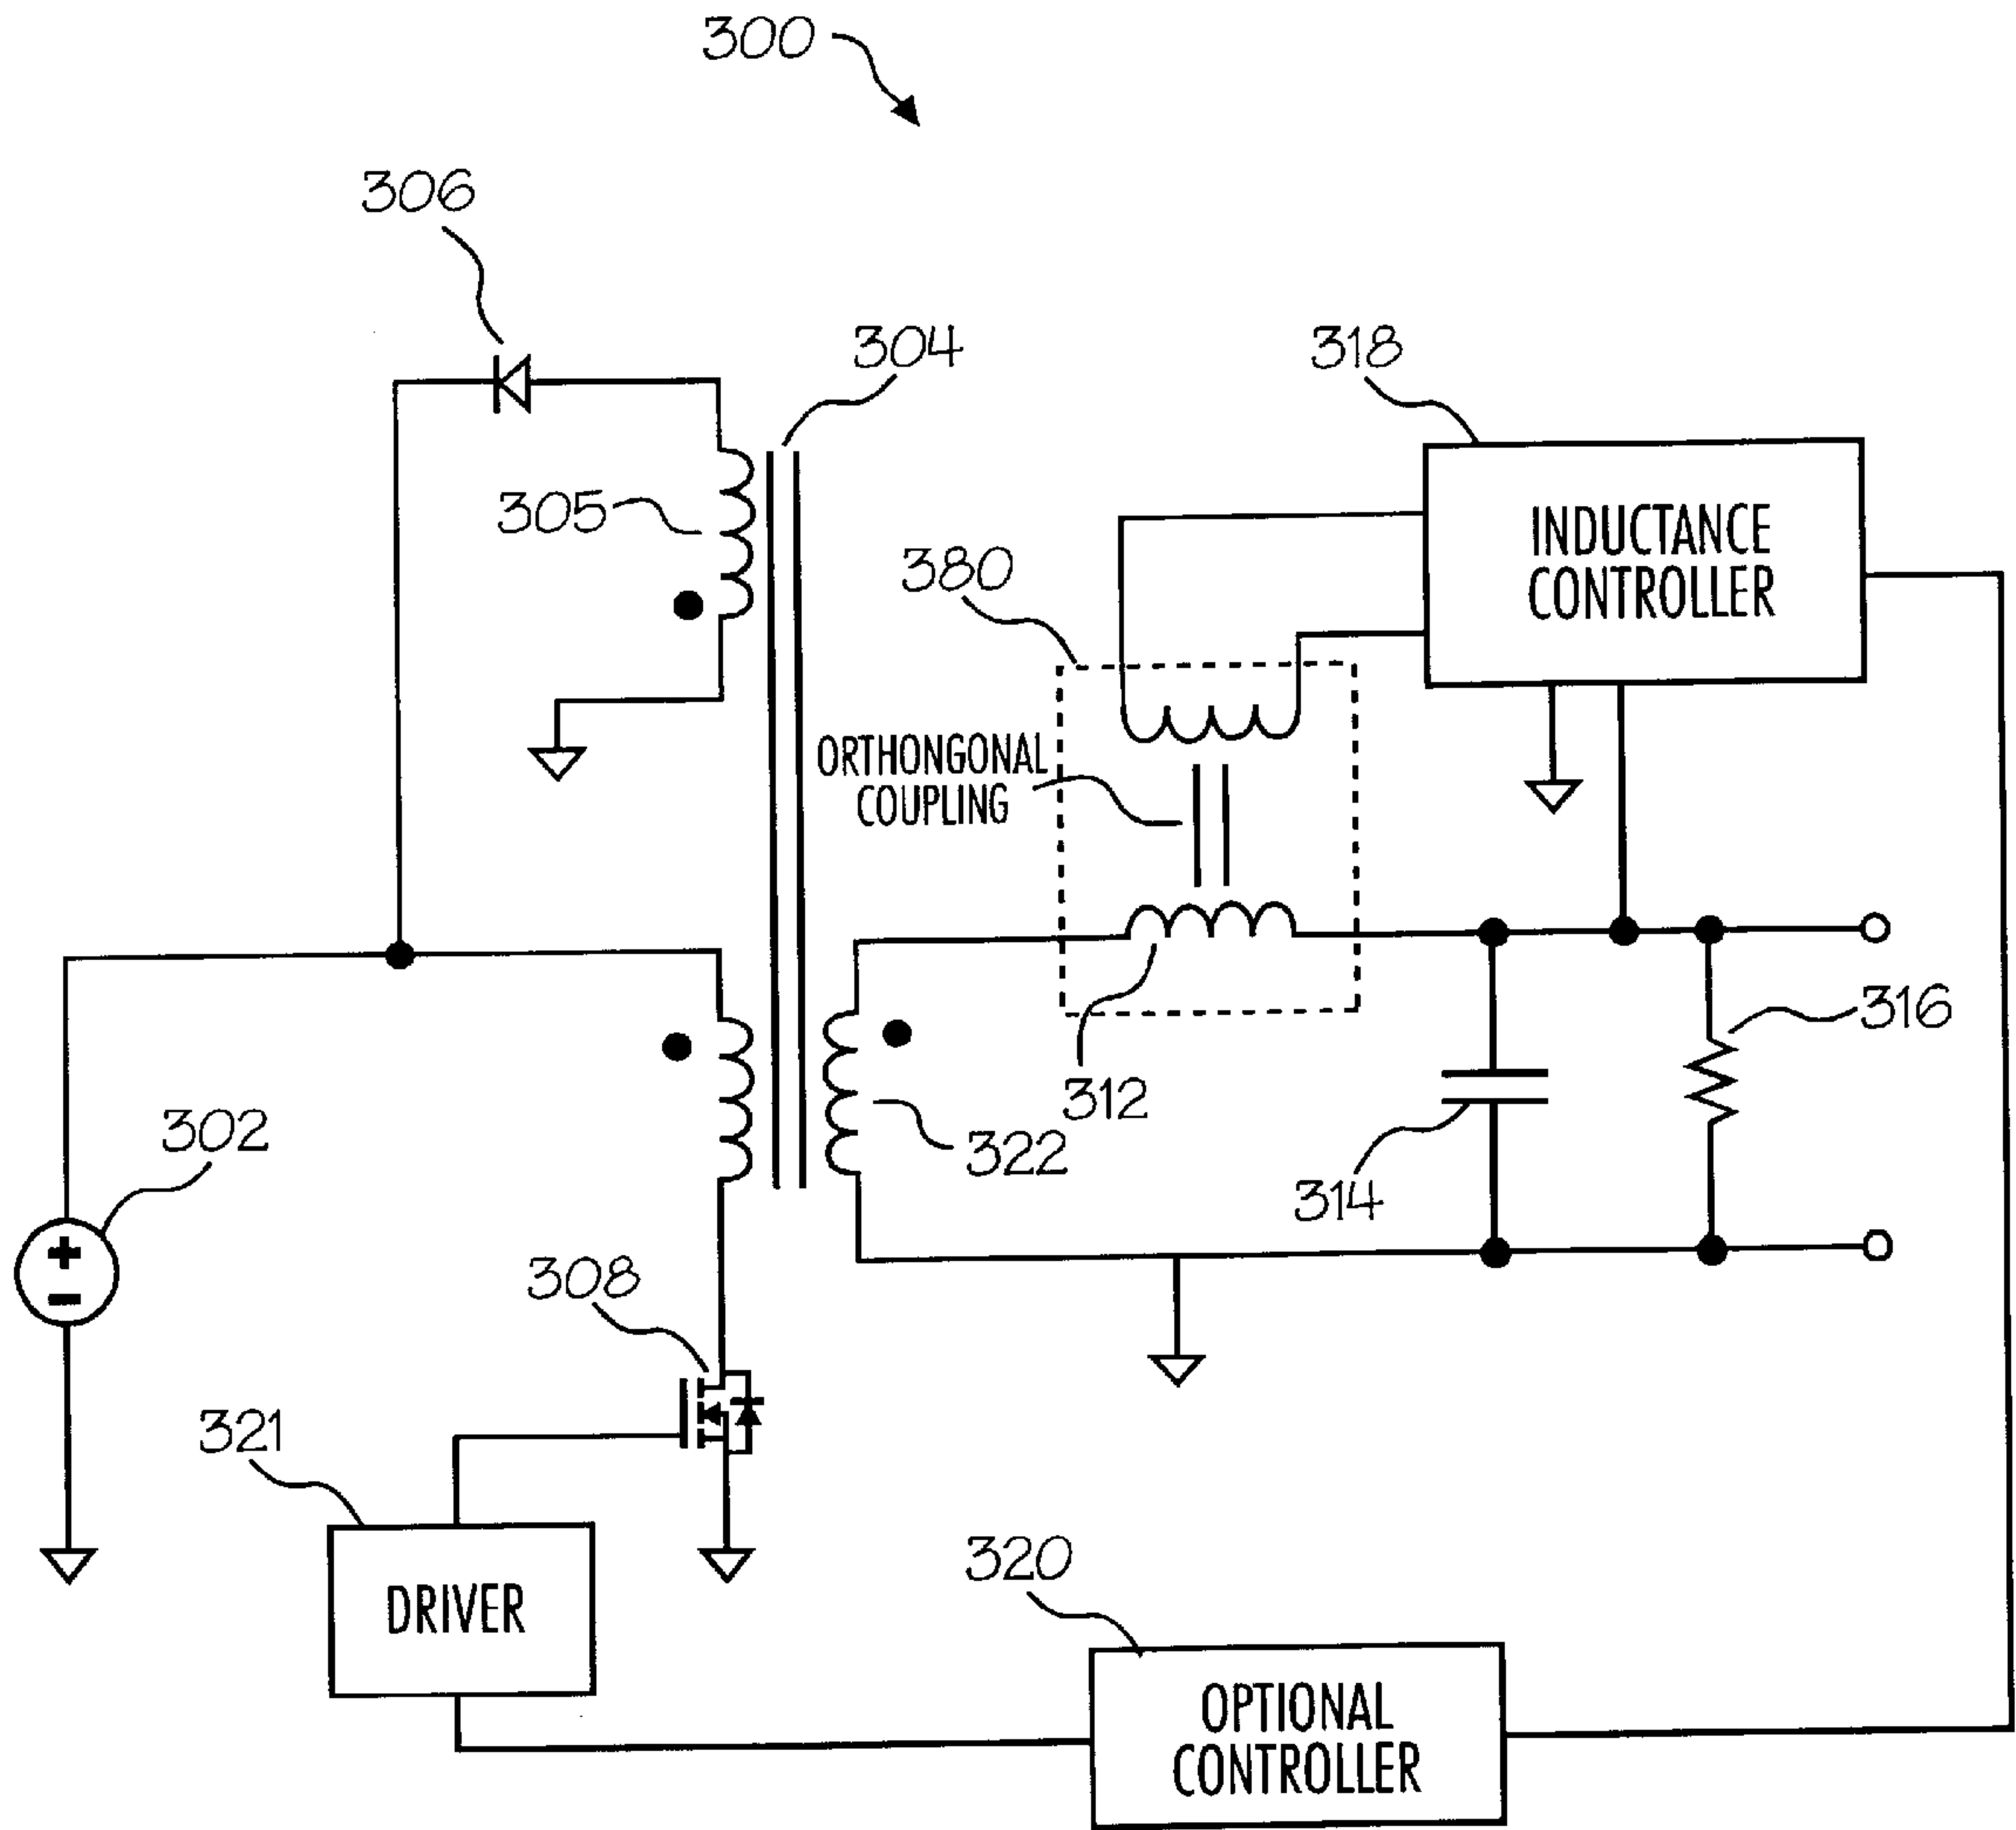 300
306
304
318
305
INDUCTANCE
CONTROLLER
380
ORTHONGONAL
COUPLING
316
312
302
322
314
308
321
320
DRIVER
OPTIONAL
CONTROLLER